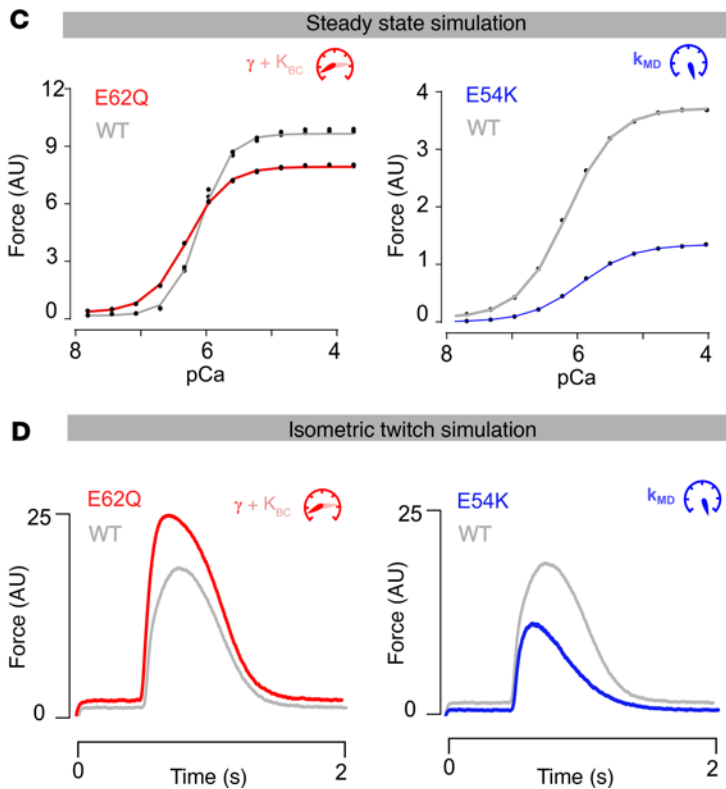 C
Steady state simulation
γ + K_BC
E62Q
WT
12
9
6
3
0
Force (AU)
8
6
4
pCa
k_MD
E54K
WT
4
3
2
1
0
Force (AU)
8
6
4
pCa
D
Isometric twitch simulation
E62Q
γ + K_BC
WT
25
0
Force (AU)
0
Time (s)
2
E54K
k_MD
WT
25
0
Force (AU)
0
Time (s)
2